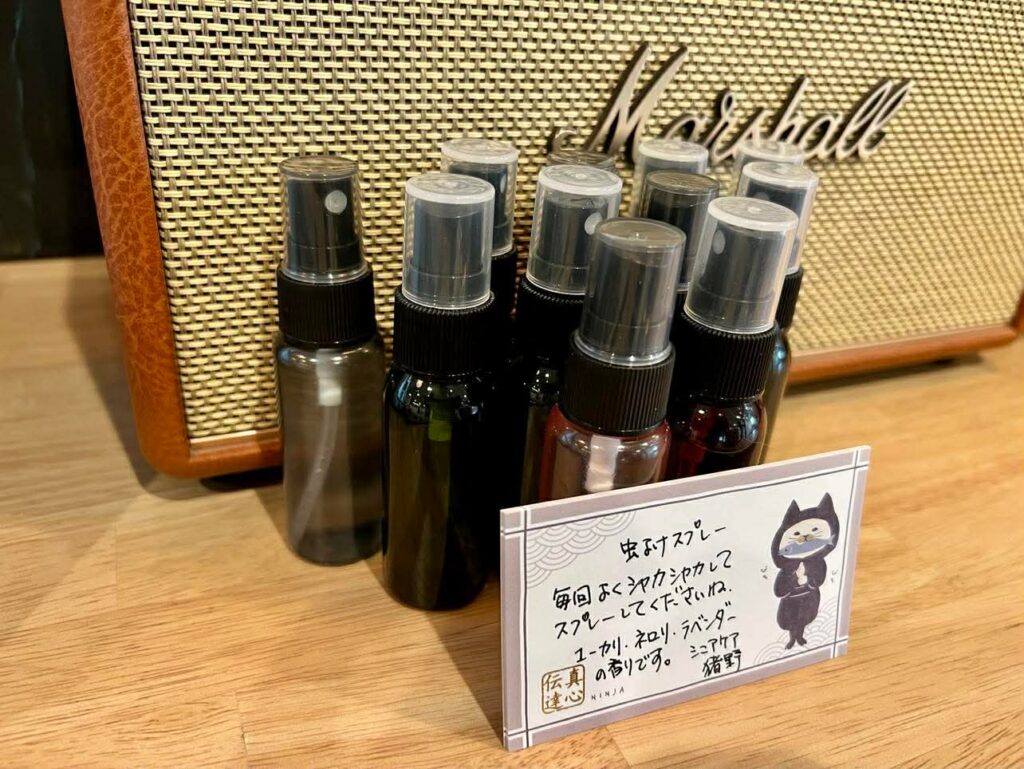 Marshall
虫よけスプレー
毎回よくシャカシャカして
スプレーしてくださいね.
ユーカリ・ネロリ・ラベンダー
の香りです。
シニアケア
猪野
真心
伝達
NINJA